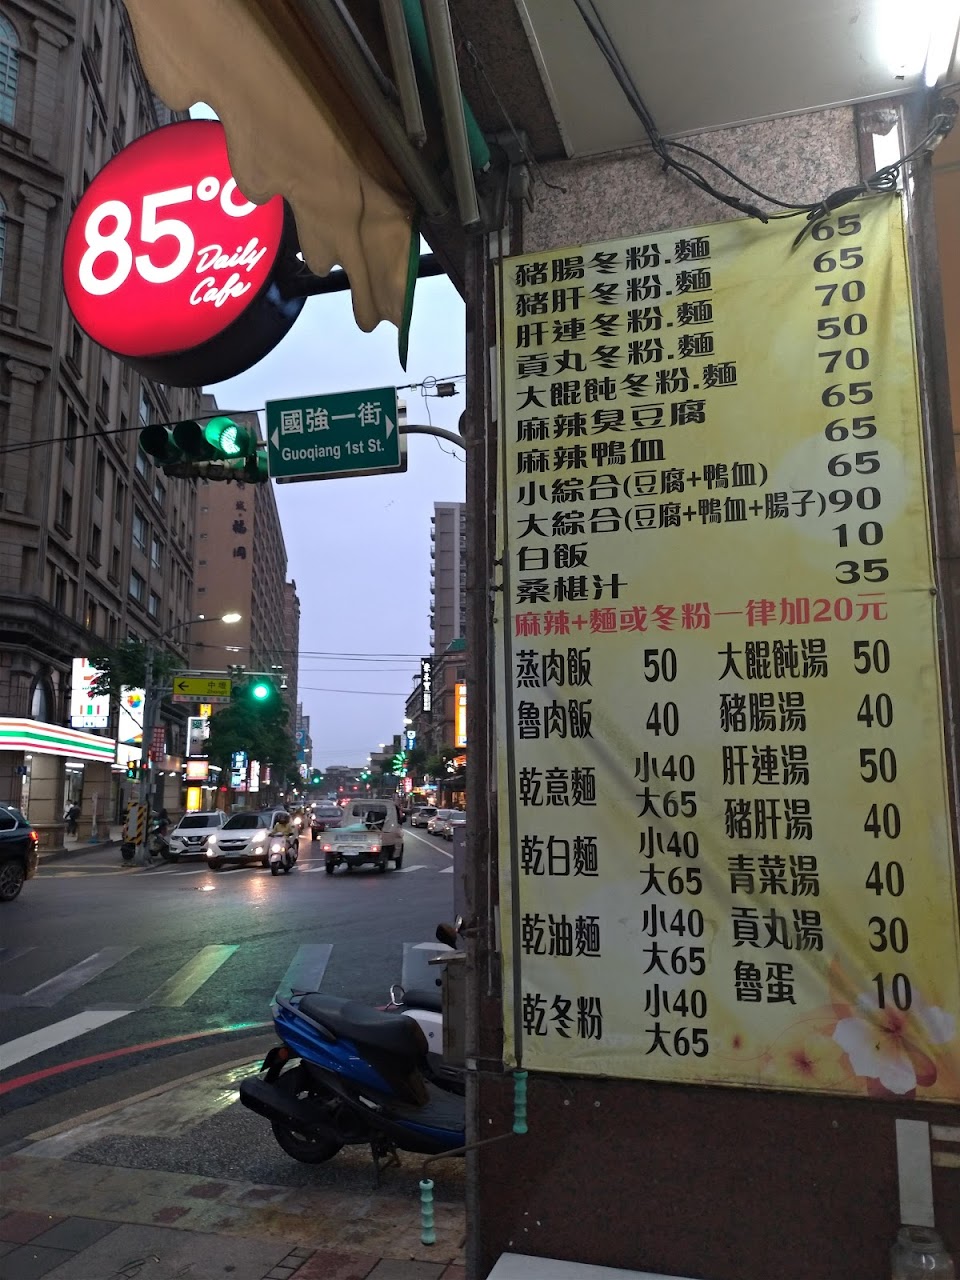 85°C
Daily
Cafe
國強一街
Guoqiang 1st St.
豬腸冬粉.麵 65
豬肝冬粉.麵 65
肝連冬粉.麵 70
貢丸冬粉.麵 50
大餛飩冬粉.麵 70
麻辣臭豆腐 65
麻辣鴨血 65
小綜合(豆腐+鴨血) 65
大綜合(豆腐+鴨血+腸子) 90
白飯 10
桑椹汁 35
麻辣+麵或冬粉一律加20元
蒸肉飯 50
魯肉飯 40
乾意麵 小40
大65
乾白麵 小40
大65
乾油麵 小40
大65
乾冬粉 小40
大65
大餛飩湯 50
豬腸湯 40
肝連湯 50
豬肝湯 40
青菜湯 40
貢丸湯 30
魯蛋 10